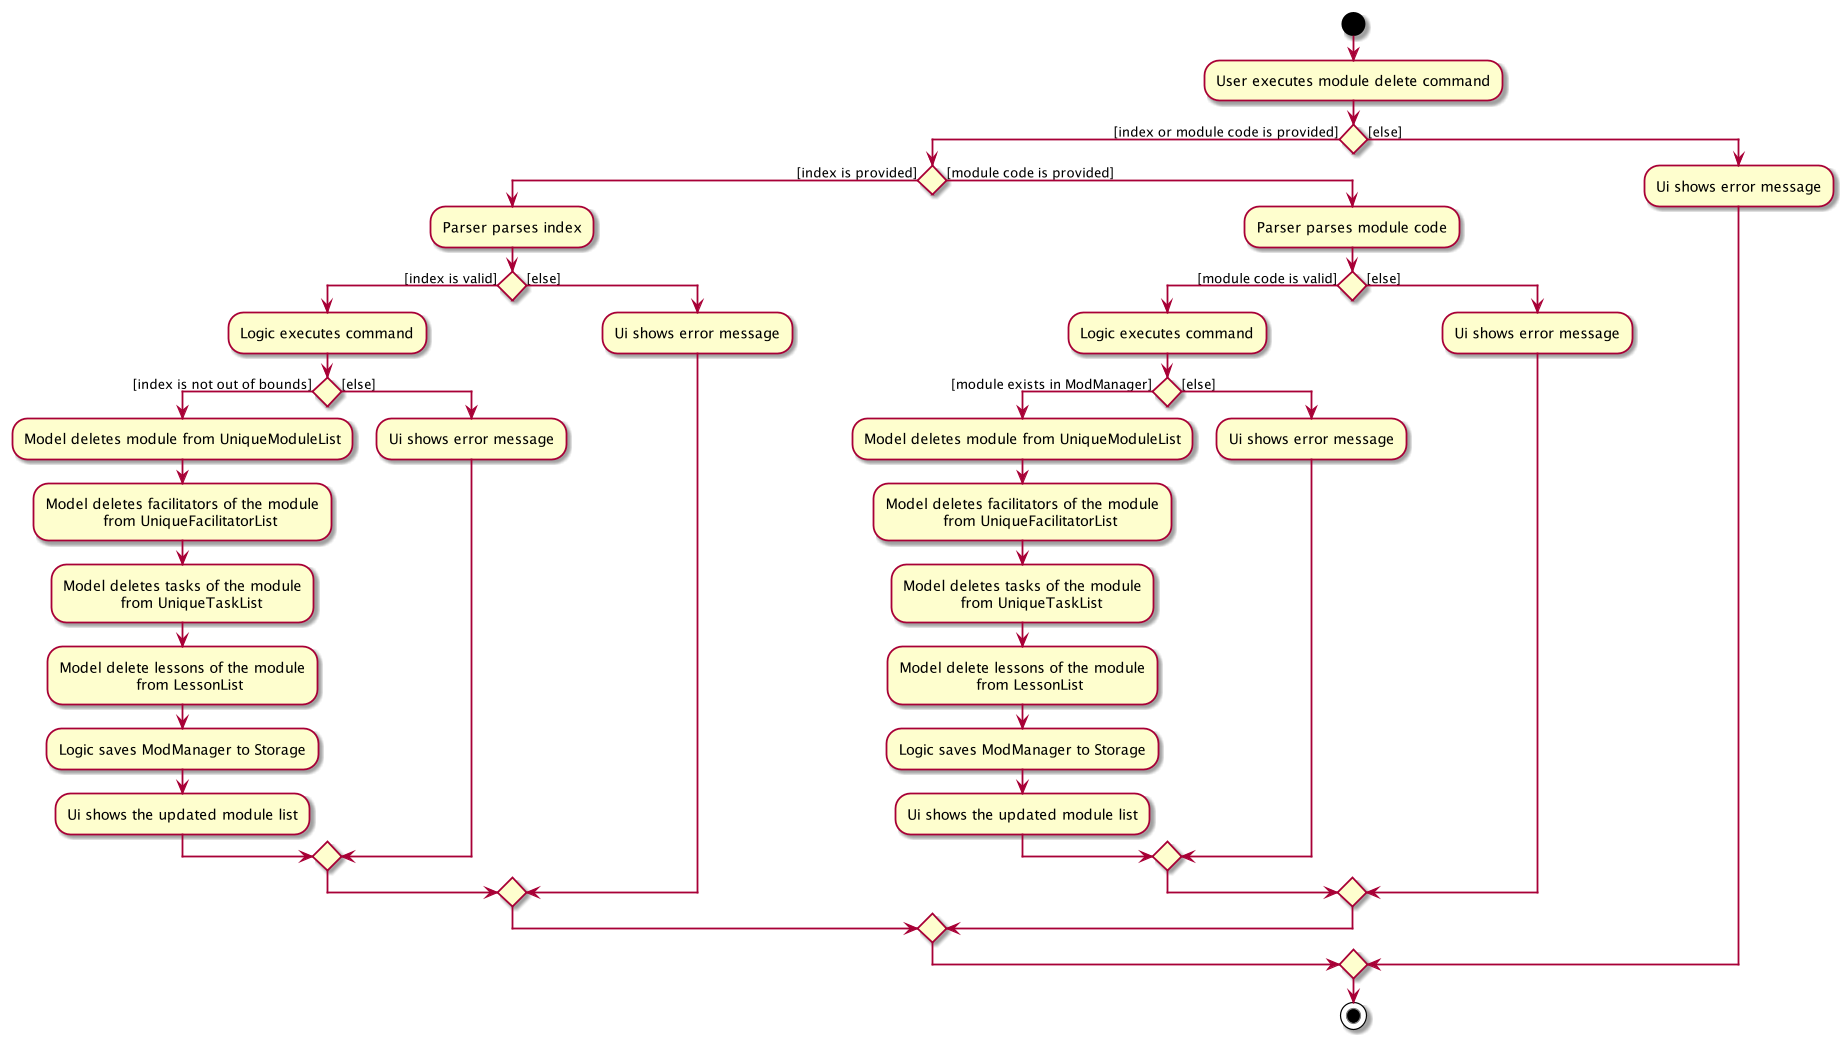 User executes module delete command
[index or module code is provided]
[else]
[index is provided]
[module code is provided]
Ui shows error message
Parser parses index
Parser parses module code
[index is valid]
[else]
[module code is valid]
[else]
Logic executes command
Ui shows error message
Logic executes command
Ui shows error message
[index is not out of bounds]
[else]
[module exists in ModManager]
[else]
Model deletes module from UniqueModuleList
Ui shows error message
Model deletes module from UniqueModuleList
Ui shows error message
Model deletes facilitators of the module
from UniqueFacilitatorList
Model deletes facilitators of the module
from UniqueFacilitatorList
Model deletes tasks of the module
from UniqueTaskList
Model deletes tasks of the module
from UniqueTaskList
Model delete lessons of the module
from LessonList
Model delete lessons of the module
from LessonList
Logic saves ModManager to Storage
Logic saves ModManager to Storage
Ui shows the updated module list
Ui shows the updated module list